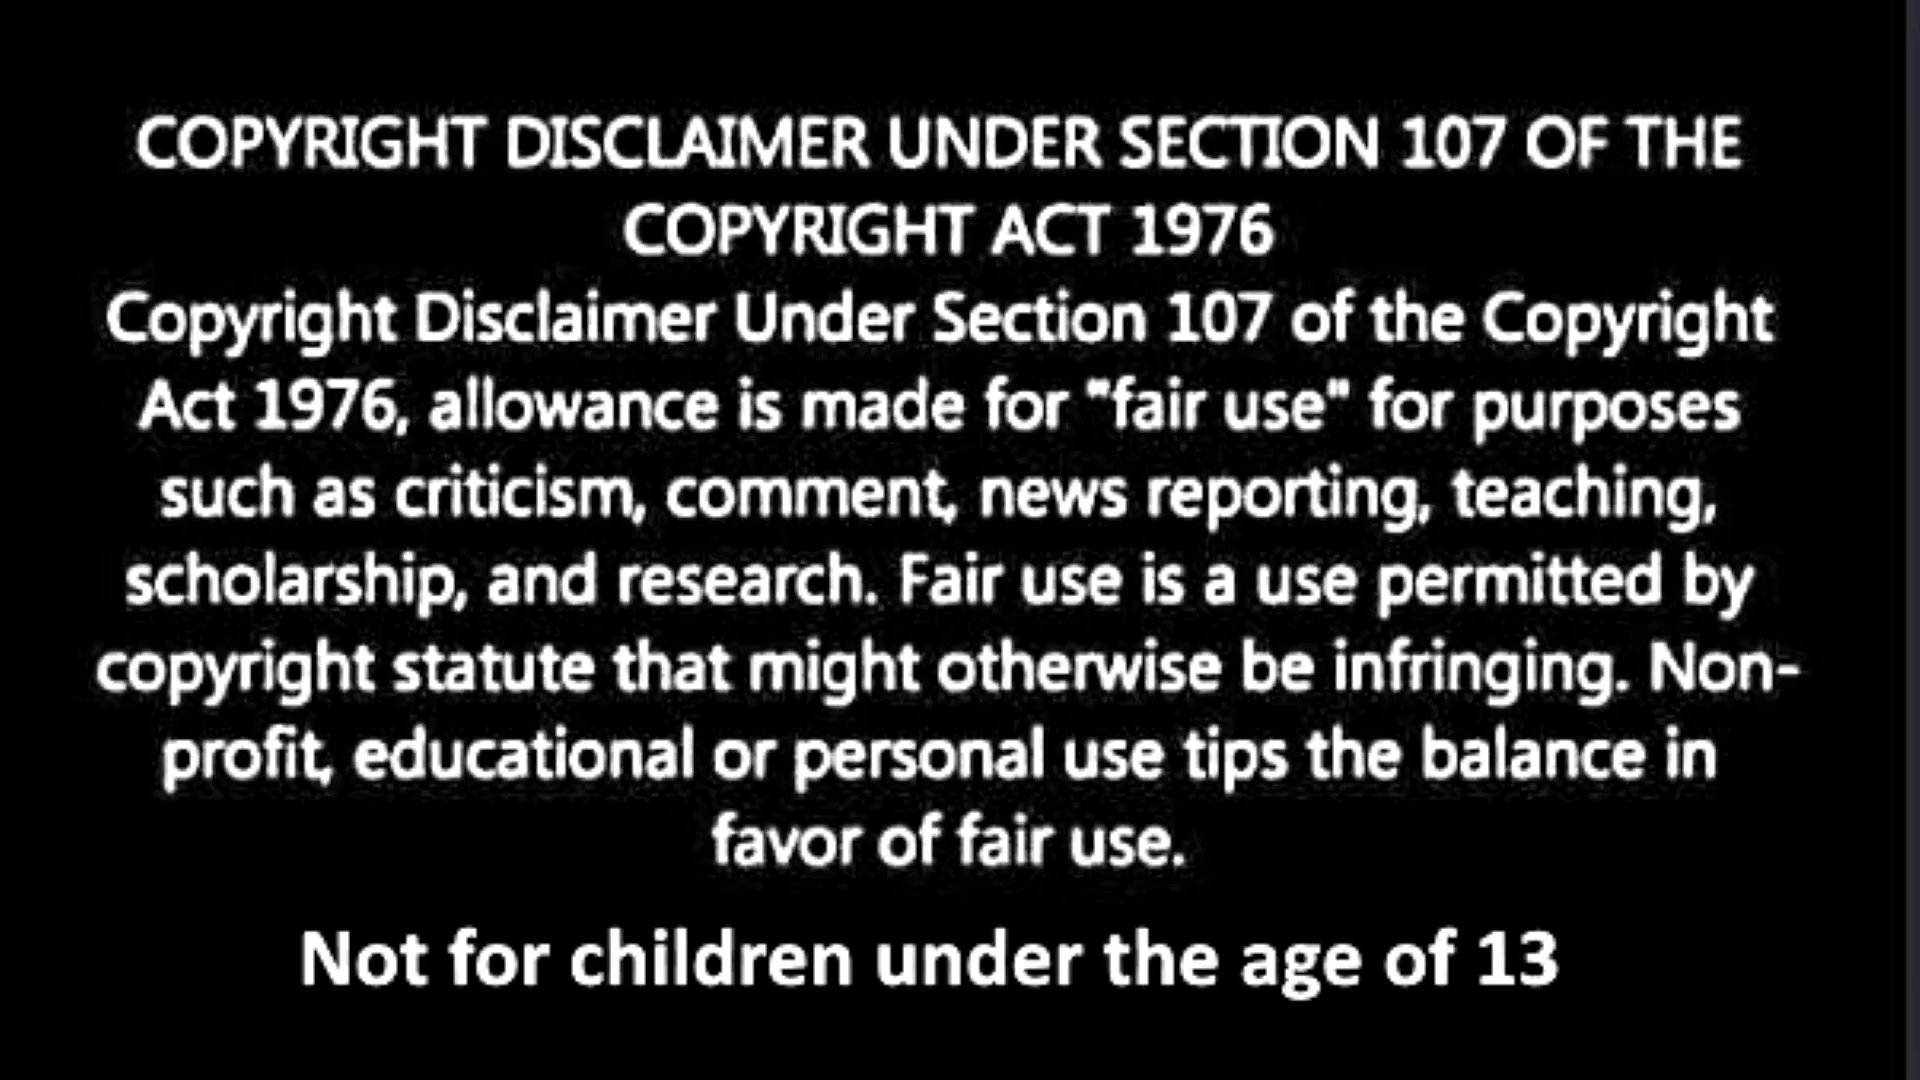 COPYRIGHT DISCLAIMER UNDER SECTION 107 OF THE
COPYRIGHT ACT 1976
Copyright Disclaimer Under Section 107 of the Copyright
Act 1976, allowance is made for "fair use" for purposes
such as criticism, comment, news reporting, teaching,
scholarship, and research. Fair use is a use permitted by
copyright statute that might otherwise be infringing. Non-
profit, educational or personal use tips the balance in
favor of fair use.
Not for children under the age of 13